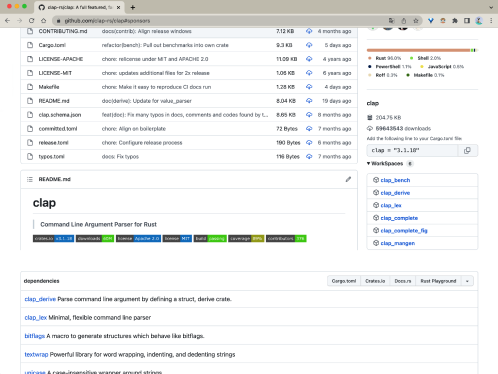 clap-rs/clap: A full featured, fa
github.com/clap-rs/clap#sponsors
CONTRIBUTING.md docs(contrib): Align release windows 7.12 KB 4 months ago
Cargo.toml refactor(bench): Pull out benchmarks into own crate 9.3 KB 5 days ago
LICENSE-APACHE chore: relicense under MIT and APACHE 2.0 11.09 KB 4 years ago
LICENSE-MIT chore: updates additional files for 2x release 1.06 KB 6 years ago
Makefile chore: Make it easy to reproduce CI docs run 1.28 KB 4 days ago
README.md doc(derive): Update for value_parser 8.04 KB 19 days ago
clap.schema.json feat(doc): Fix many typos in docs, comments and codes found by t... 8.65 KB 8 months ago
committed.toml chore: Align on boilerplate 72 Bytes 7 months ago
release.toml chore: Configure release process 190 Bytes 6 months ago
typos.toml docs: Fix typos 116 Bytes 7 months ago
README.md
clap
Command Line Argument Parser for Rust
crates.io v3.1.18 downloads 59M license Apache 2.0 license MIT build coverage contributors
Rust 96.0% Shell 2.0%
PowerShell 1.1% JavaScript 0.5%
Roff 0.3% Makefile 0.1%
clap
204.75 KB
59643543 downloads
Add the following line to your Cargo.toml file:
clap = "3.1.18"
WorkSpaces 6
clap_bench
clap_derive
clap_lex
clap_complete
clap_complete_fig
clap_mangen
dependencies Cargo.toml Crates.io Docs.rs Rust Playground
clap_derive Parse command line argument by defining a struct, derive crate.
clap_lex Minimal, flexible command line parser
bitflags A macro to generate structures which behave like bitflags.
textwrap Powerful library for word wrapping, indenting, and dedenting strings
unicase A case-insensitive wrapper around strings.